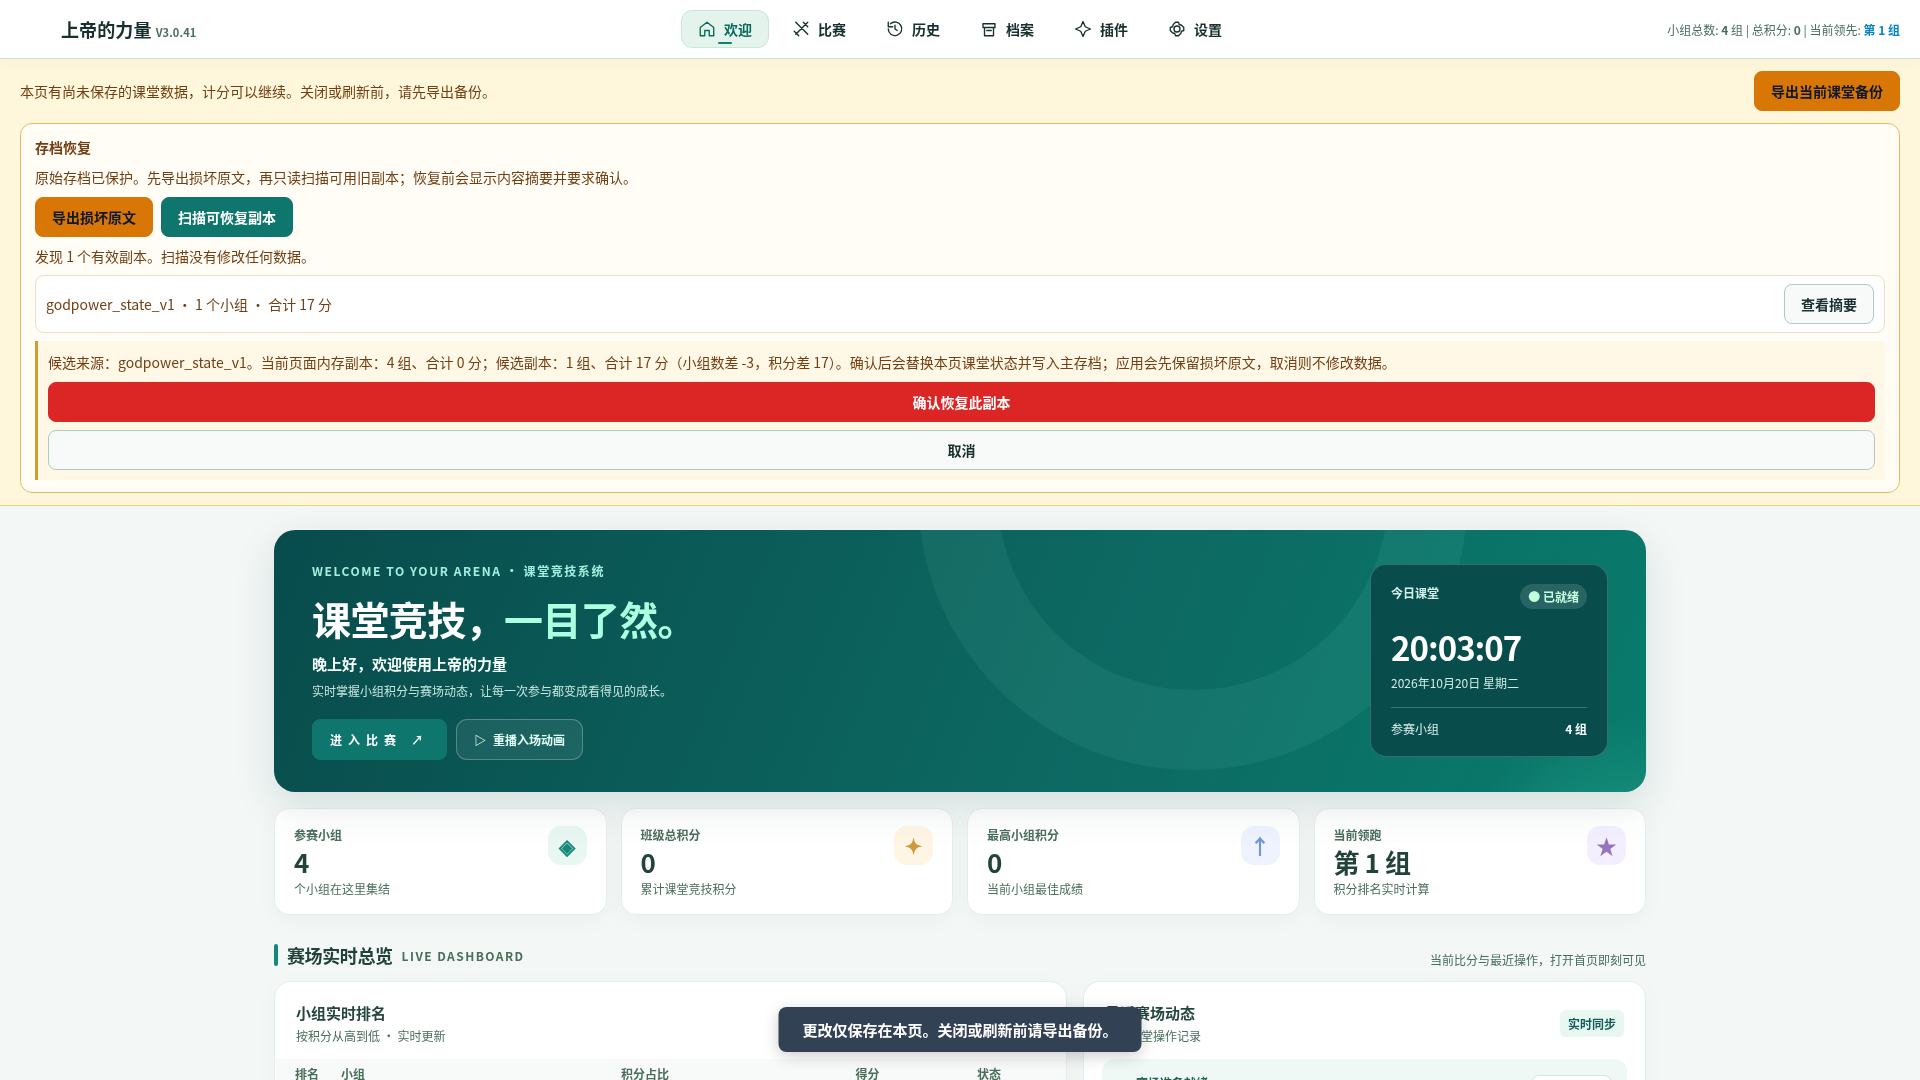 上帝的力量 V3.0.41
欢迎
比赛
历史
档案
插件
设置
小组总数: 4 组 | 总积分: 0 | 当前领先: 第 1 组
本页有尚未保存的课堂数据，计分可以继续。关闭或刷新前，请先导出备份。
导出当前课堂备份
存档恢复
原始存档已保护。先导出损坏原文，再只读扫描可用旧副本；恢复前会显示内容摘要并要求确认。
导出损坏原文
扫描可恢复副本
发现 1 个有效副本。扫描没有修改任何数据。
godpower_state_v1 · 1 个小组 · 合计 17 分
查看摘要
候选来源：godpower_state_v1。当前页面内存副本：4 组、合计 0 分；候选副本：1 组、合计 17 分（小组数差 -3，积分差 17）。确认后会替换本页课堂状态并写入主存档；应用会先保留损坏原文，取消则不修改数据。
确认恢复此副本
取消
WELCOME TO YOUR ARENA · 课堂竞技系统
课堂竞技，一目了然。
晚上好，欢迎使用上帝的力量
实时掌握小组积分与赛场动态，让每一次参与都变成看得见的成长。
进入比赛 ↗
▷ 重播入场动画
今日课堂
已就绪
20:03:07
2026年10月20日 星期二
参赛小组
4 组
参赛小组
4
个小组在这里集结
班级总积分
0
累计课堂竞技积分
最高小组积分
0
当前小组最佳成绩
当前领跑
第 1 组
积分排名实时计算
赛场实时总览 LIVE DASHBOARD
当前比分与最近操作，打开首页即刻可见
小组实时排名
按积分从高到低 · 实时更新
赛场动态
堂操作记录
实时同步
更改仅保存在本页。关闭或刷新前请导出备份。
排名
小组
积分占比
得分
状态